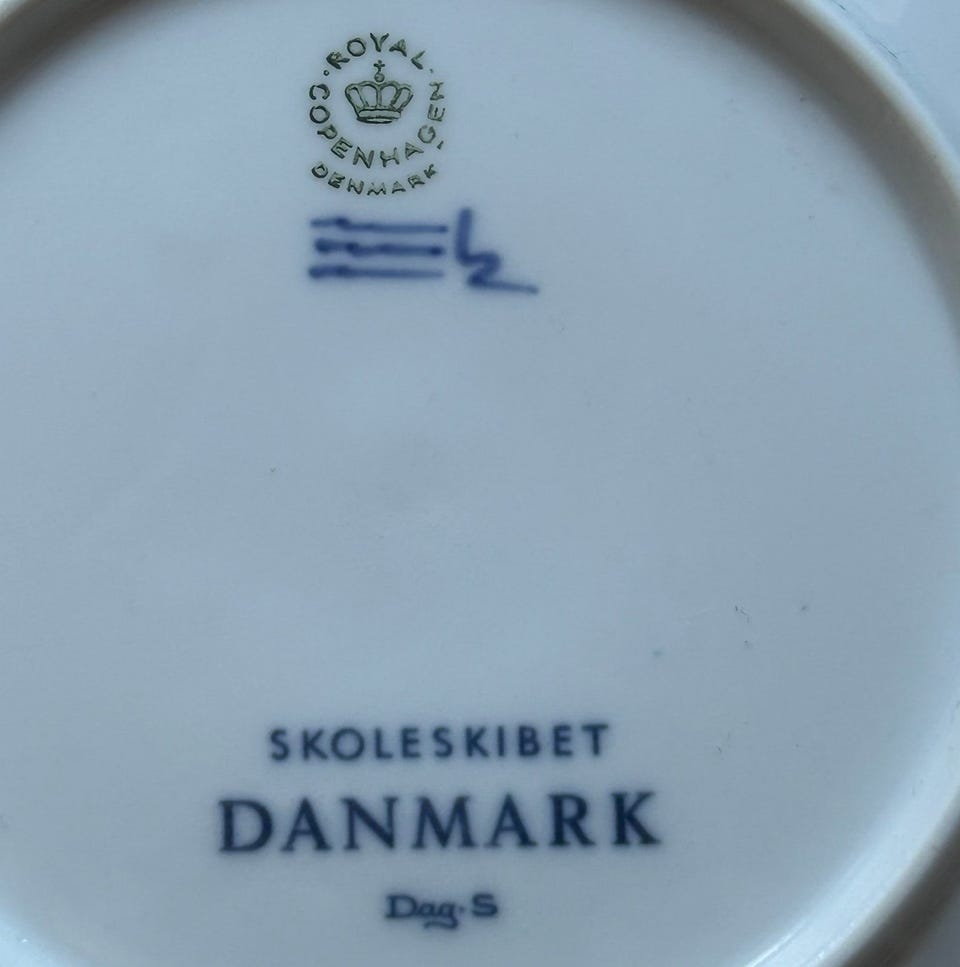 ROYAL
COPENHAGEN
DENMARK
SKOLESKIBET
DANMARK
Dag·S